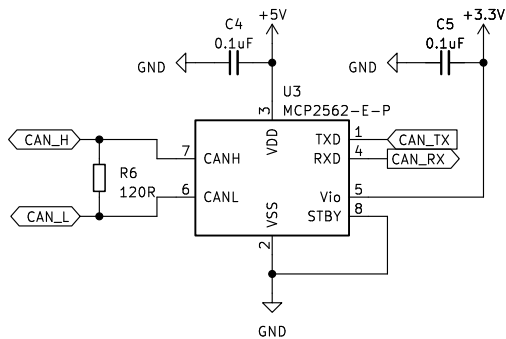 C4
+5V
C5
+3.3V
0.1uF
0.1uF
GND
GND
U3
MCP2562-E-P
3
VDD
CAN_H
7
CANH
TXD
1
CAN_TX
RXD
4
CAN_RX
R6
120R
CAN_L
6
CANL
Vio
5
STBY
8
VSS
2
GND